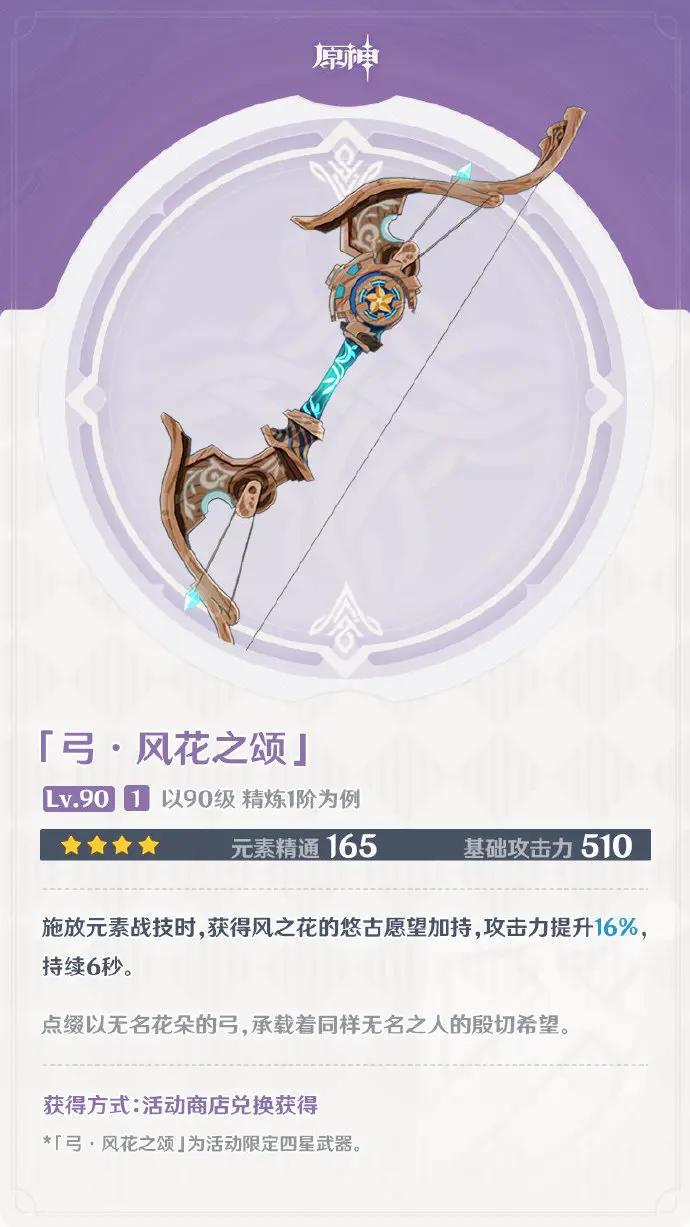 原神
「弓·风花之颂」
Lv.90 1 以90级 精炼1阶为例
元素精通 165 基础攻击力 510
施放元素战技时,获得风之花的悠古愿望加持,攻击力提升16%,
持续6秒。
点缀以无名花朵的弓,承载着同样无名之人的殷切希望。
获得方式:活动商店兑换获得
*「弓·风花之颂」为活动限定四星武器。